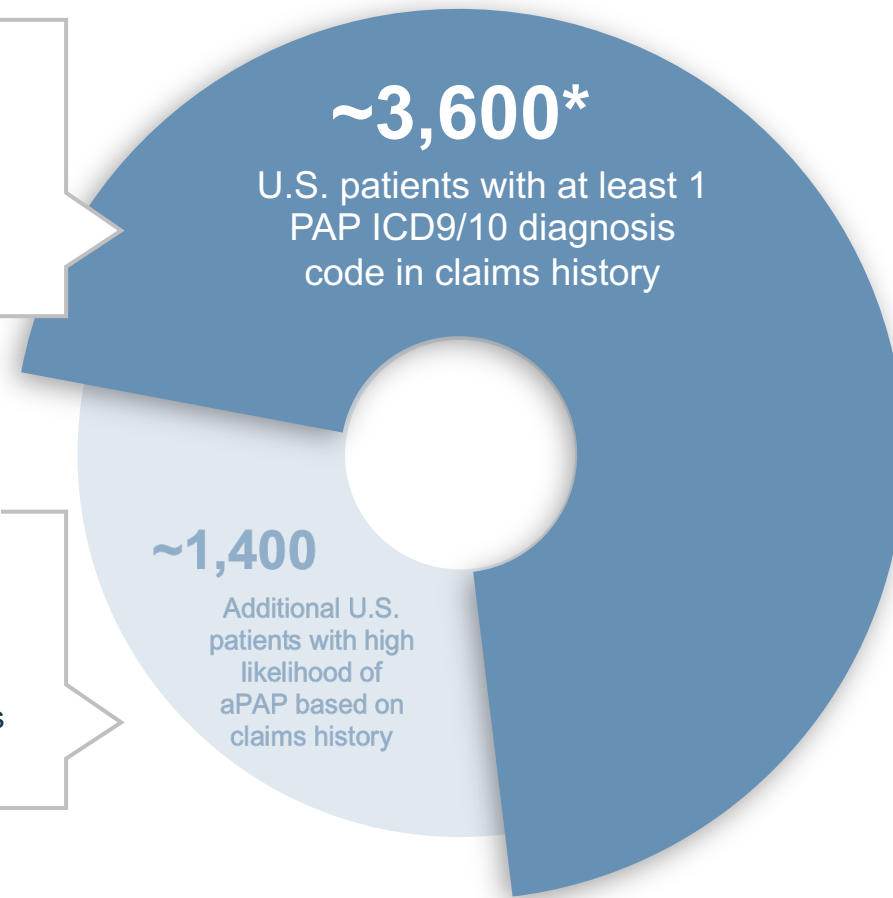 ~3,600*
U.S. patients with at least 1
PAP ICD9/10 diagnosis
code in claims history
~1,400
Additional U.S.
patients with high
likelihood of
aPAP based on
claims history